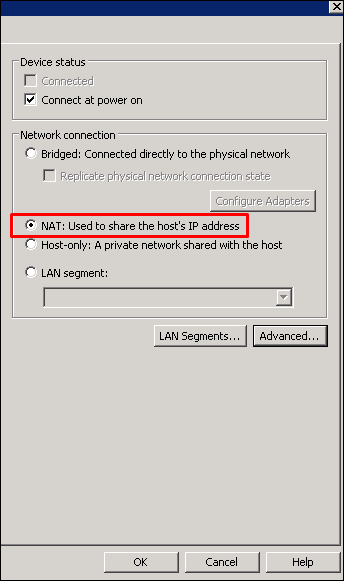 Device status
Connected
Connect at power on
Network connection
Bridged: Connected directly to the physical network
Replicate physical network connection state
Configure Adapters
NAT: Used to share the host's IP address
Host-only: A private network shared with the host
LAN segment:
LAN Segments... Advanced...
OK Cancel Help